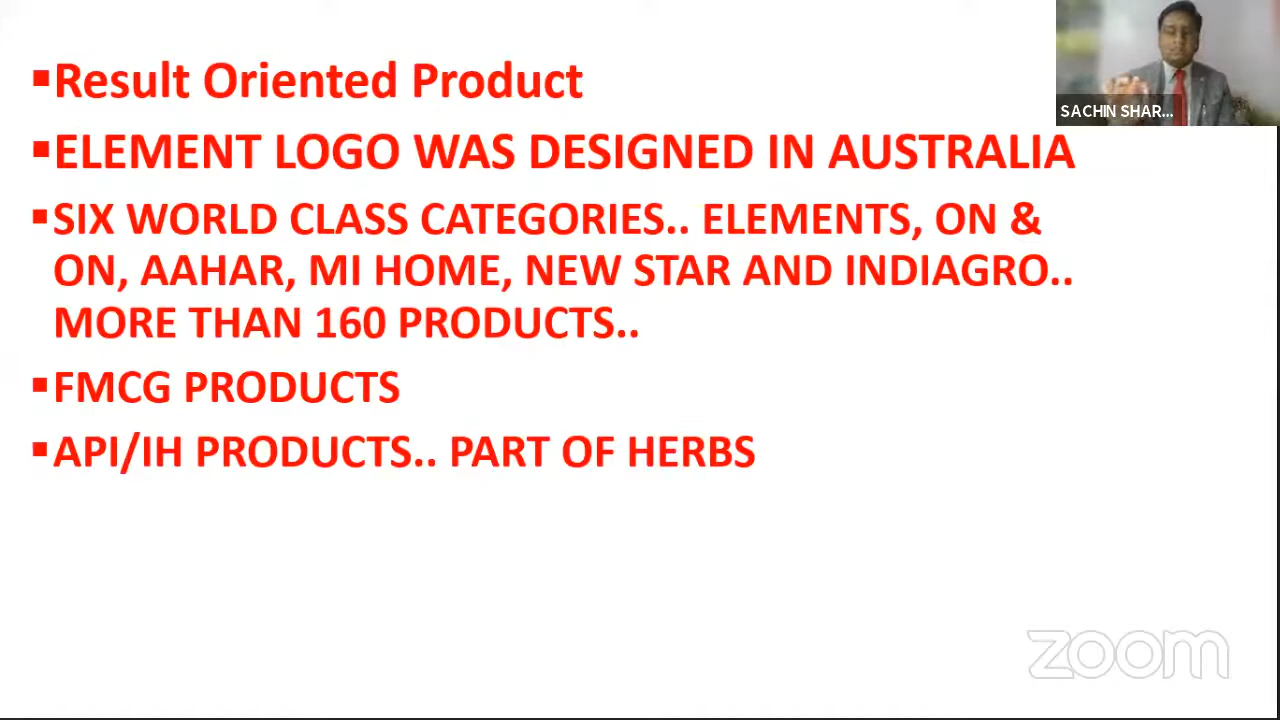 ▪Result Oriented Product
▪ELEMENT LOGO WAS DESIGNED IN AUSTRALIA
▪SIX WORLD CLASS CATEGORIES.. ELEMENTS, ON &
ON, AAHAR, MI HOME, NEW STAR AND INDIAGRO..
MORE THAN 160 PRODUCTS..
▪FMCG PRODUCTS
▪API/IH PRODUCTS.. PART OF HERBS
SACHIN SHAR...
zoom